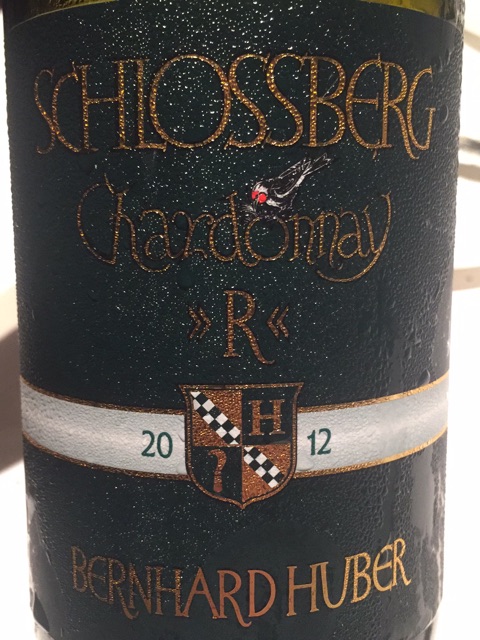 SCHLOSSBERG
Chardonnay
»R«
H
20 12
BERNHARD HUBER